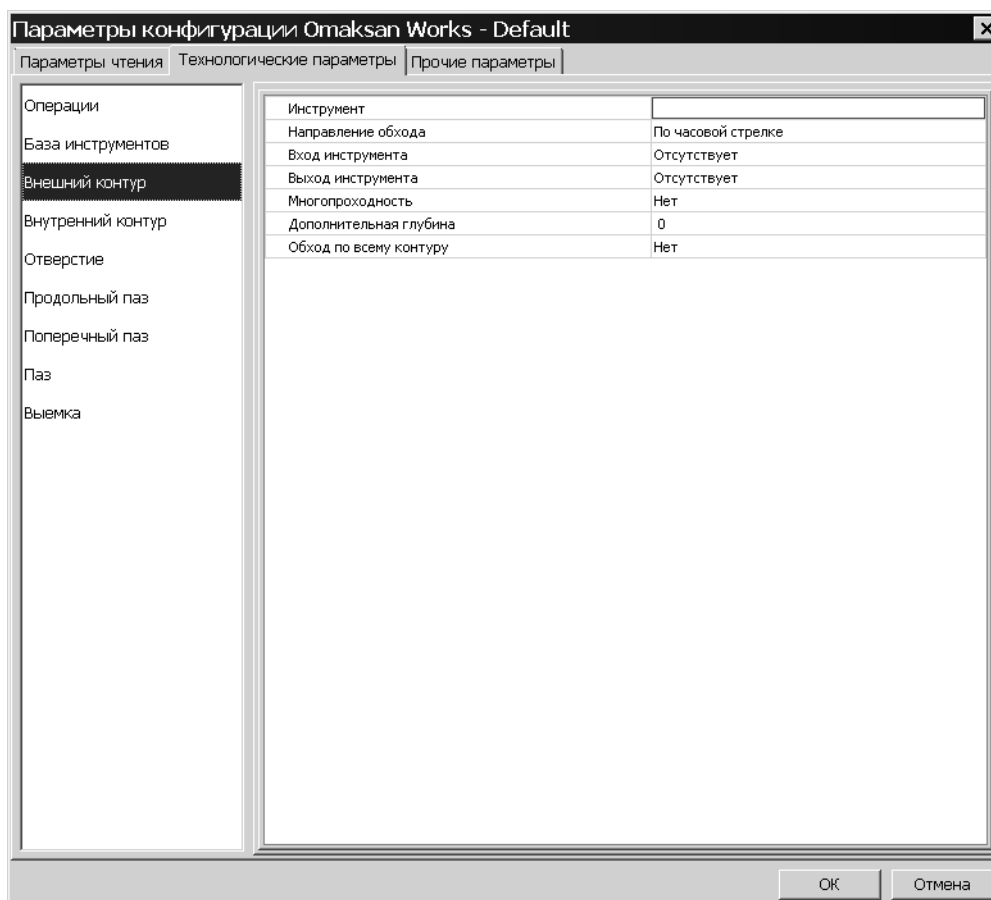 Параметры конфигурации Omaksan Works - Default
Параметры чтения Технологические параметры Прочие параметры
Операции
База инструментов
Внешний контур
Внутренний контур
Отверстие
Продольный паз
Поперечный паз
Паз
Выемка
Инструмент
Направление обхода По часовой стрелке
Вход инструмента Отсутствует
Выход инструмента Отсутствует
Многопроходность Нет
Дополнительная глубина 0
Обход по всему контуру Нет
ОК Отмена